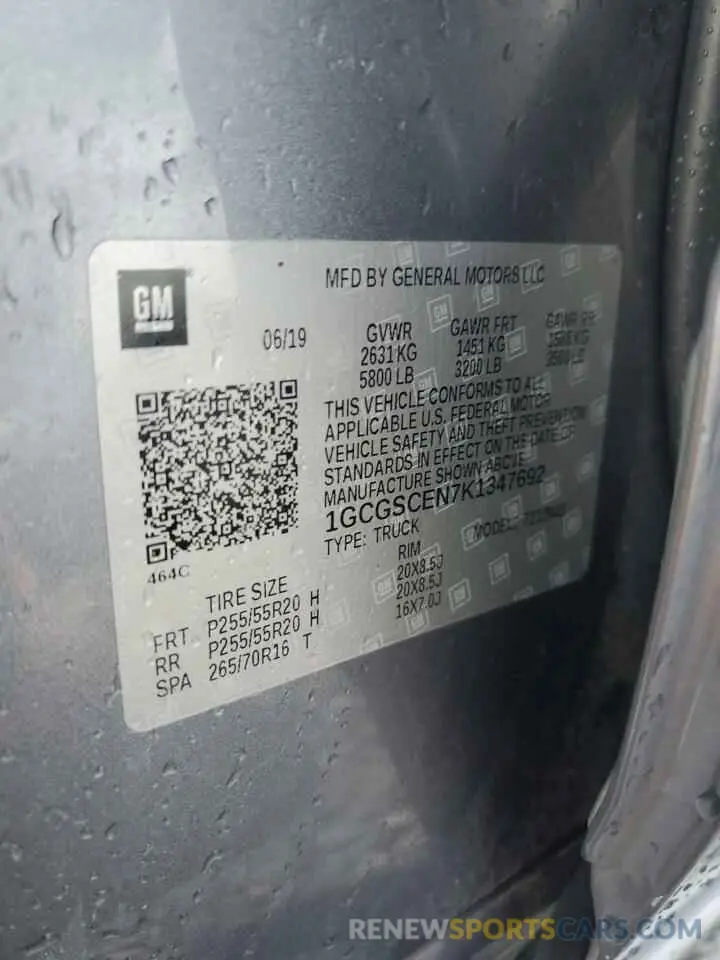 GM
MFD BY GENERAL MOTORS LLC
06/19
GVWR GAWR FRT GAWR RR
2631 KG 1451 KG
5800 LB 3200 LB
THIS VEHICLE CONFORMS TO ALL
APPLICABLE U.S. FEDERAL MOTOR
VEHICLE SAFETY AND THEFT PREVENTION
STANDARDS IN EFFECT ON THE DATE OF
MANUFACTURE SHOWN ABOVE.
1GCGSCEN7K1347692
TYPE: TRUCK MODEL:
464C
TIRE SIZE RIM
FRT P255/55R20 H 20X8.5J
RR P255/55R20 H 20X8.5J
SPA 265/70R16 T 16X7.0J
RENEWSPORTSCARS.COM